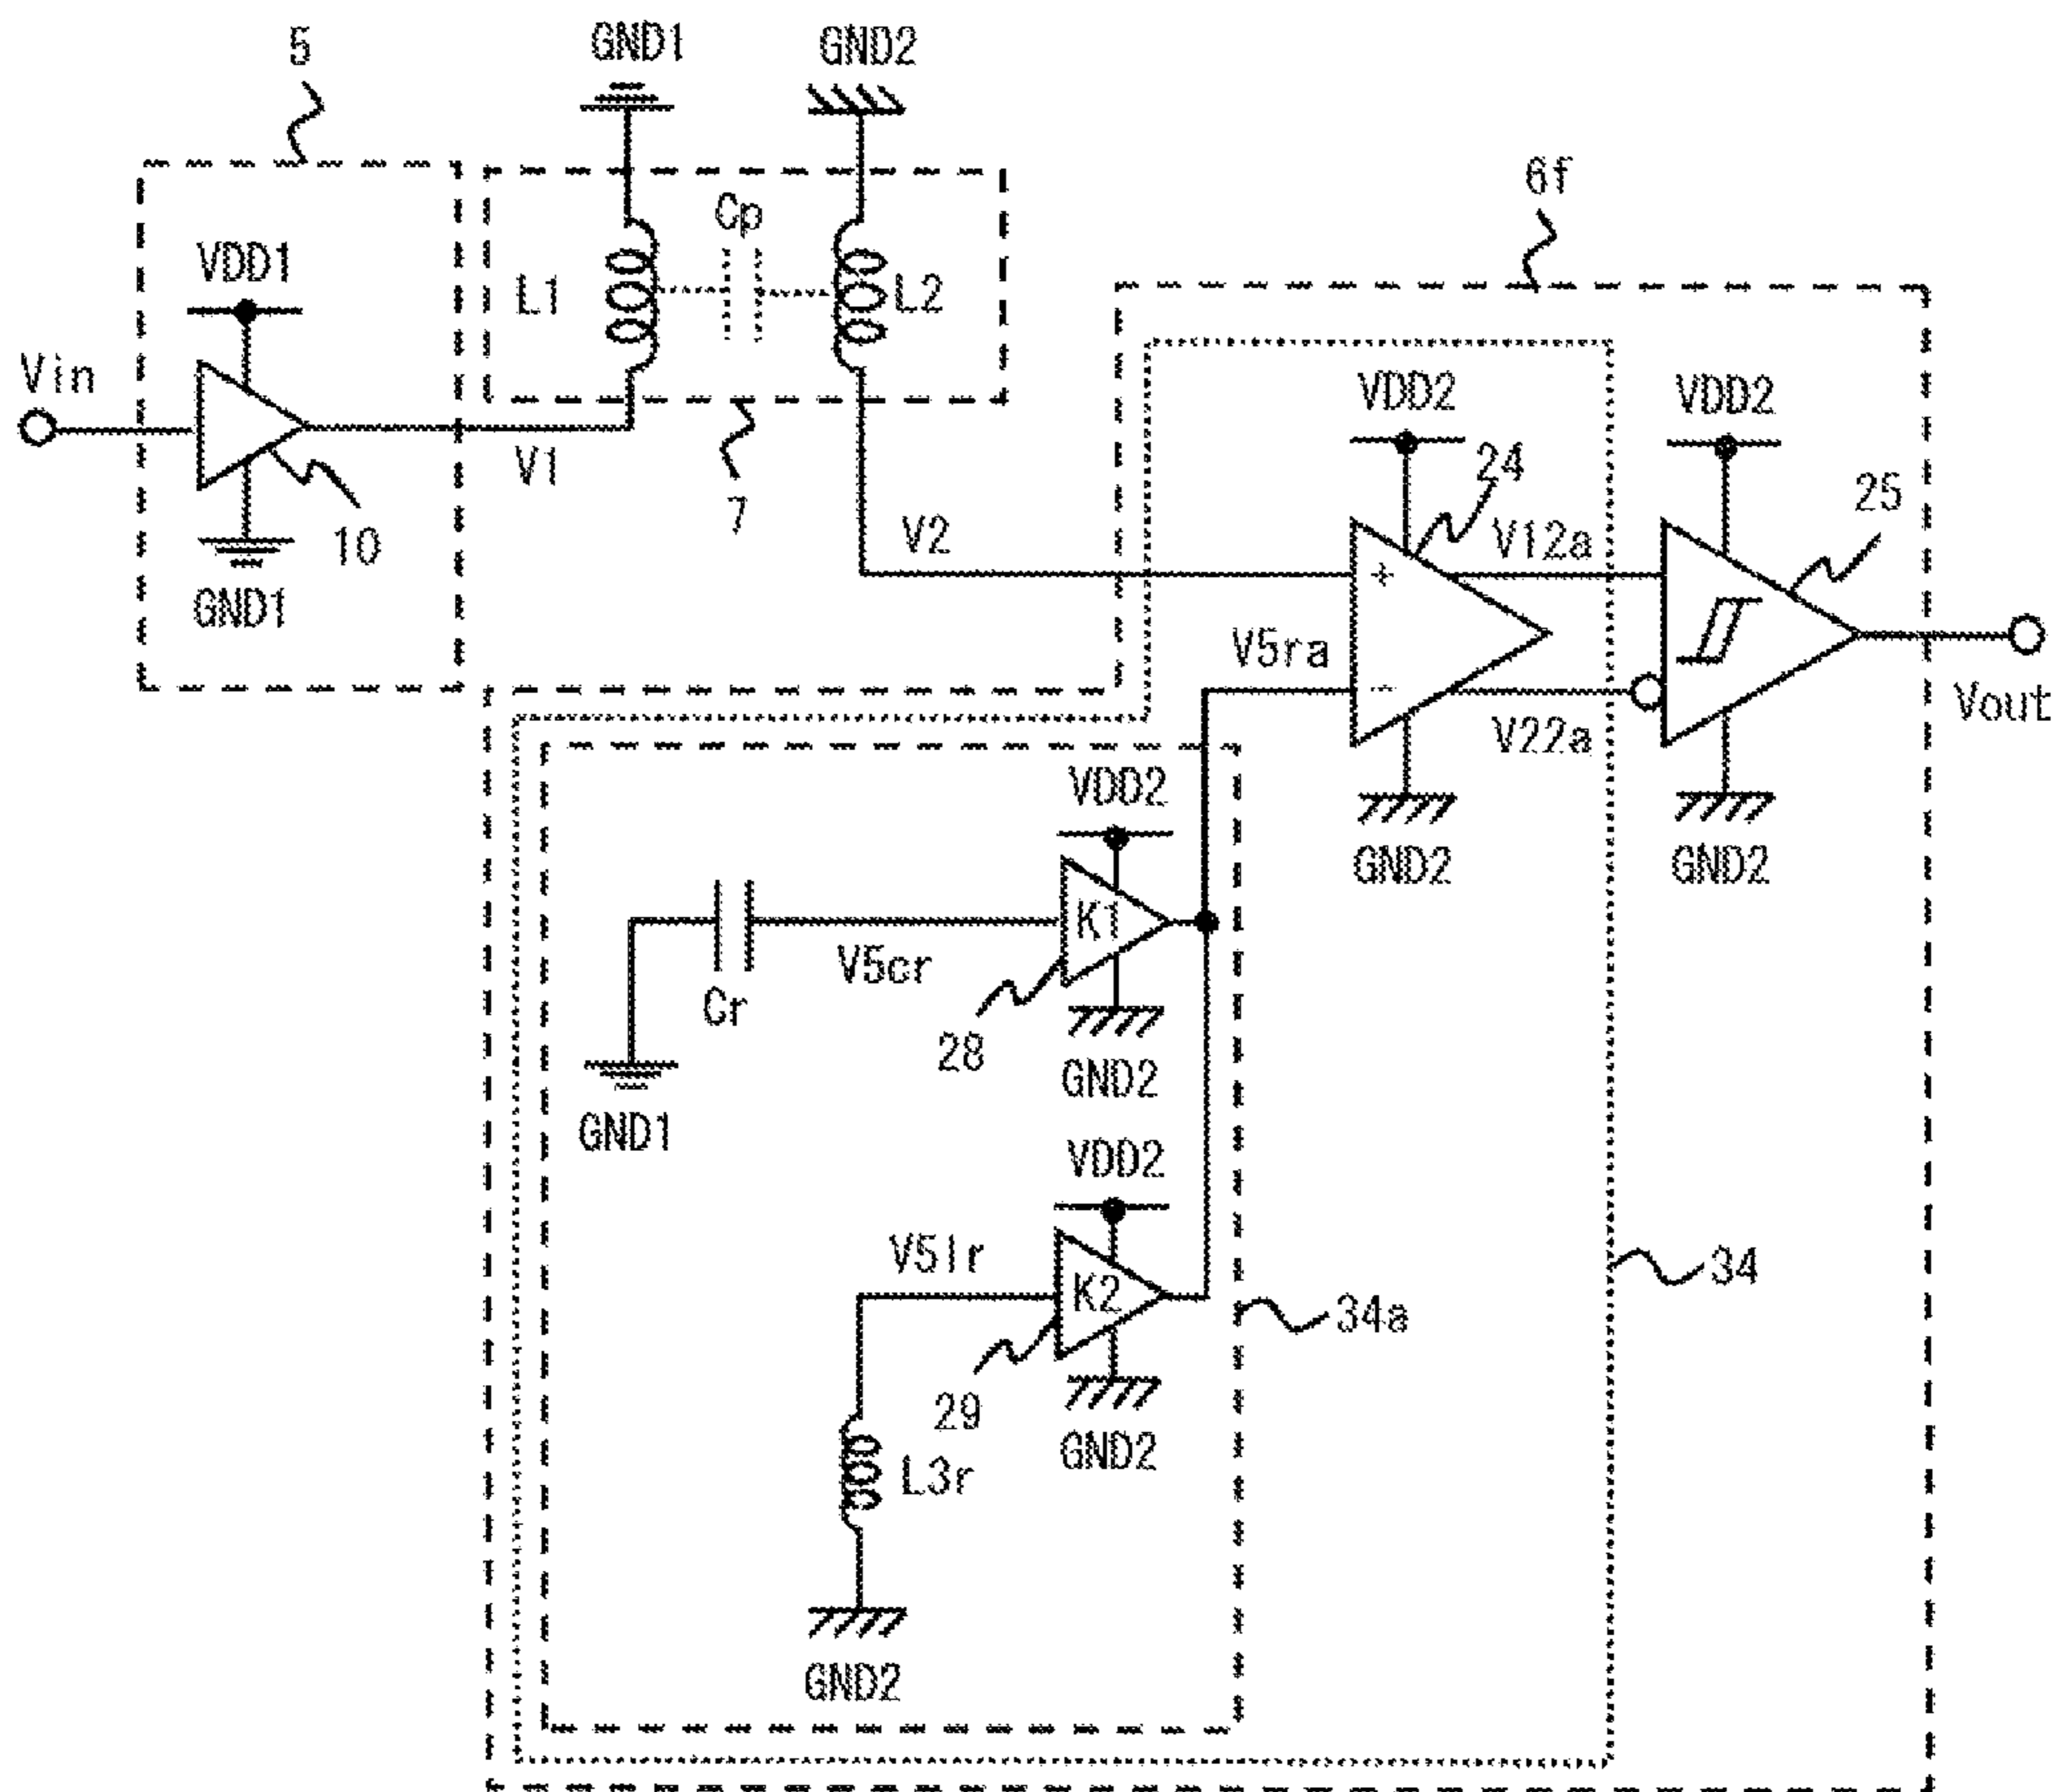 5
GND1
GND2
6f
Cp
VDD1
L1
L2
Vin
VDD2
VDD2
24
25
V1
10
7
V2
V12a
GND1
+
V5ra
-
V22a
Vout
VDD2
GND2
GND2
K1
V5cr
Cr
28
GND2
GND1
VDD2
V5lr
34
K2
34a
29
GND2
L3r
GND2